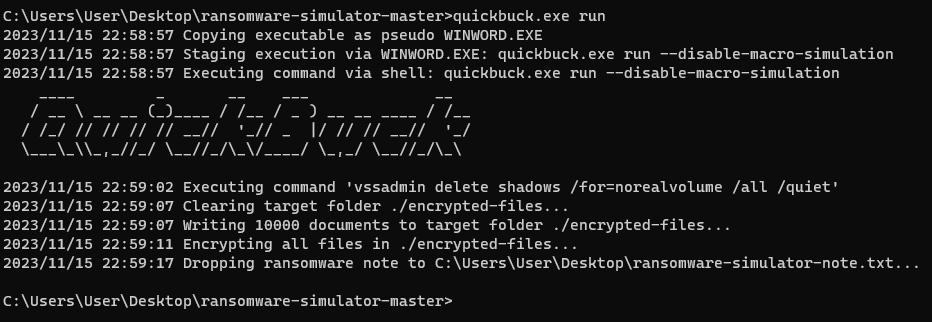 C:\Users\User\Desktop\ransomware-simulator-master>quickbuck.exe run
2023/11/15 22:58:57 Copying executable as pseudo WINWORD.EXE
2023/11/15 22:58:57 Staging execution via WINWORD.EXE: quickbuck.exe run --disable-macro-simulation
2023/11/15 22:58:57 Executing command via shell: quickbuck.exe run --disable-macro-simulation
QuickBuck
2023/11/15 22:59:02 Executing command 'vssadmin delete shadows /for=norealvolume /all /quiet'
2023/11/15 22:59:07 Clearing target folder ./encrypted-files...
2023/11/15 22:59:07 Writing 10000 documents to target folder ./encrypted-files...
2023/11/15 22:59:11 Encrypting all files in ./encrypted-files...
2023/11/15 22:59:17 Dropping ransomware note to C:\Users\User\Desktop\ransomware-simulator-note.txt...
C:\Users\User\Desktop\ransomware-simulator-master>